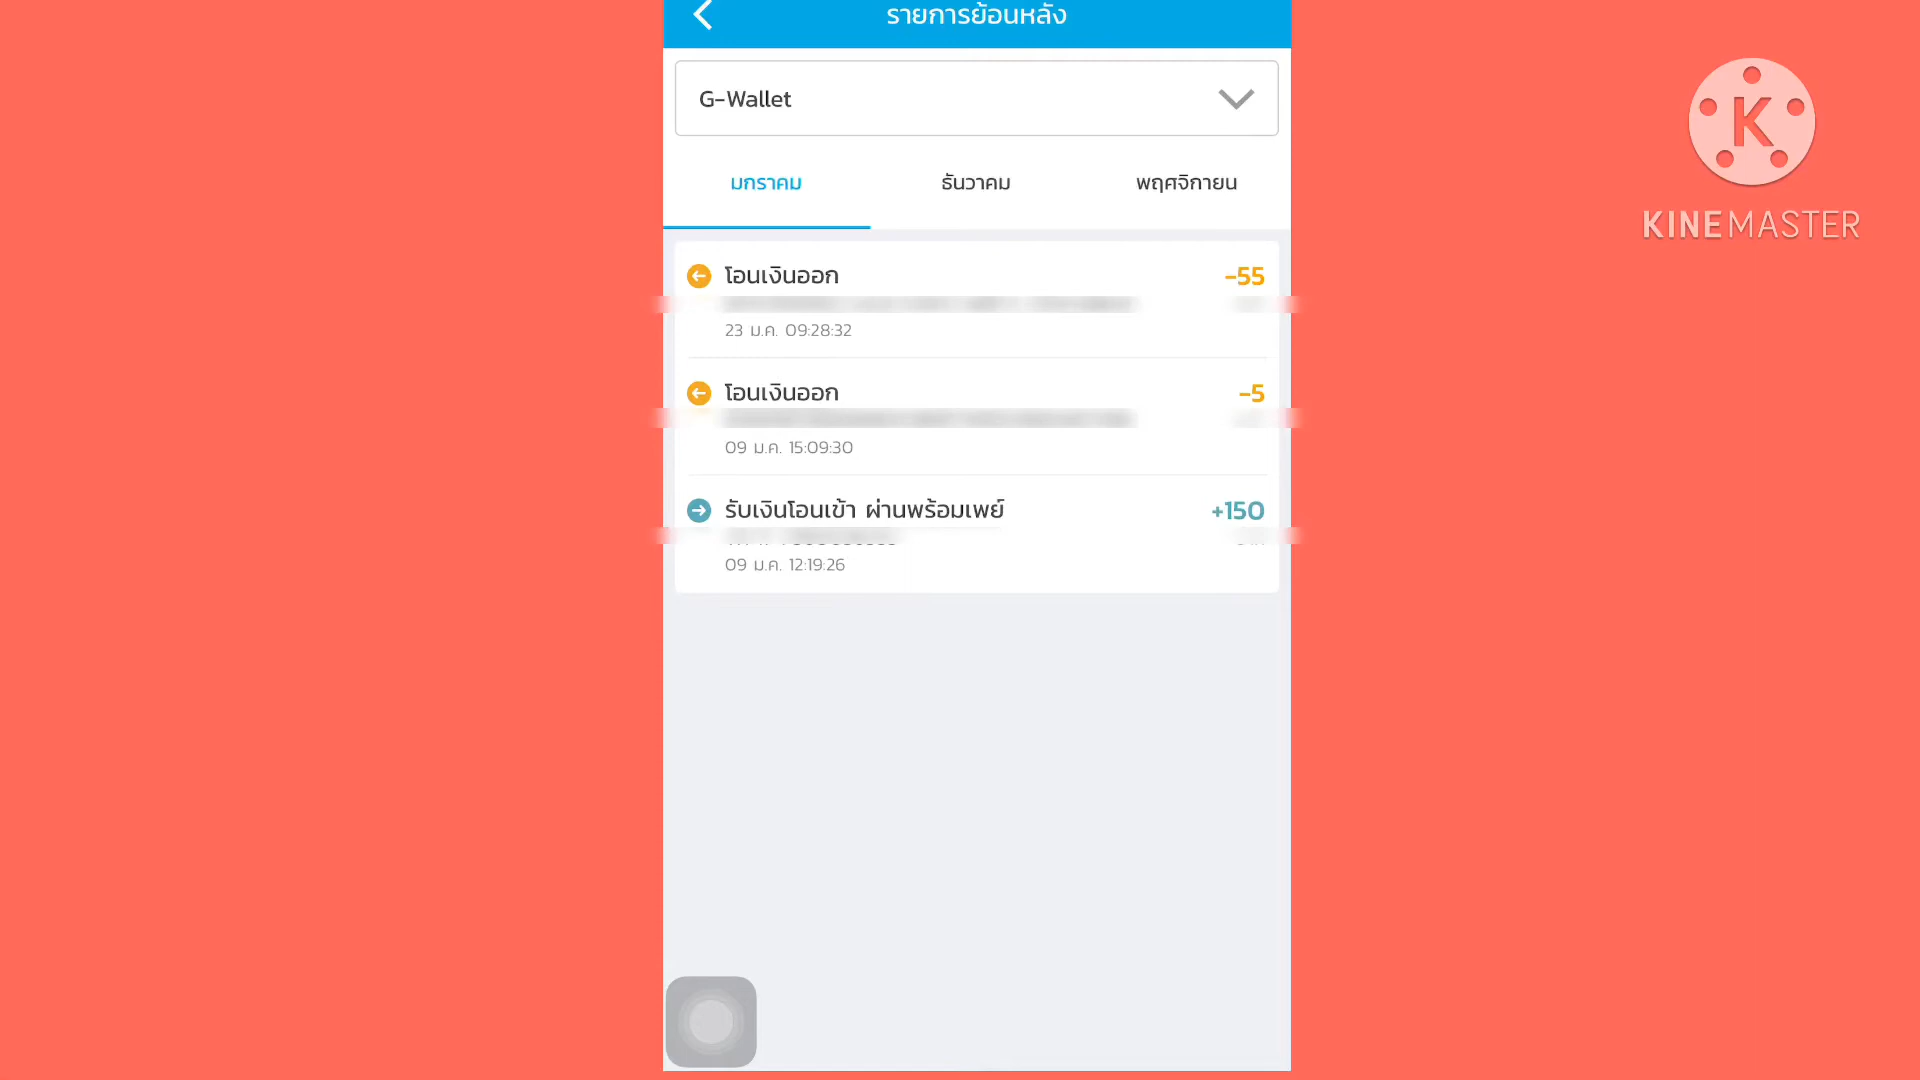 รายการย้อนหลัง
G-Wallet
มกราคม ธันวาคม พฤศจิกายน
โอนเงินออก -55
23 ม.ค. 09:28:32
โอนเงินออก -5
09 ม.ค. 15:09:30
รับเงินโอนเข้า ผ่านพร้อมเพย์ +150
09 ม.ค. 12:19:26
K
KINEMASTER